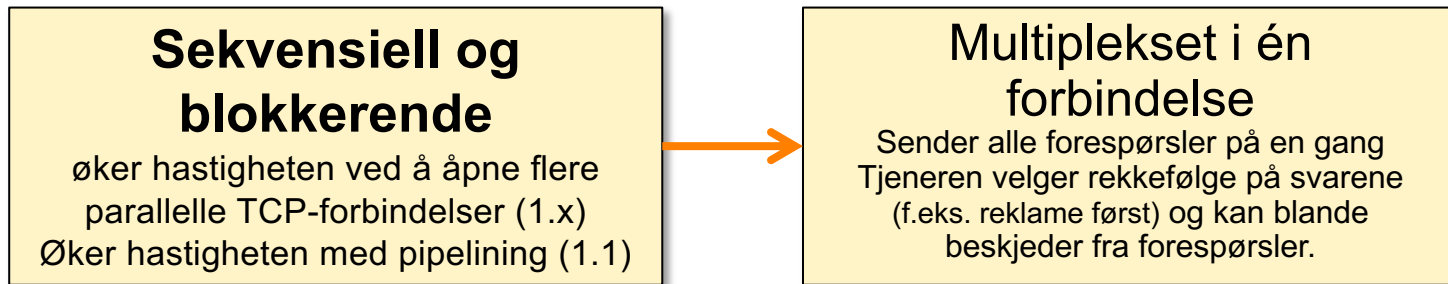 Sekvensiell og
blokkerende
øker hastigheten ved å åpne flere
parallelle TCP-forbindelser (1.x)
Øker hastigheten med pipelining (1.1)
Multiplekset i én
forbindelse
Sender alle forespørsler på en gang
Tjeneren velger rekkefølge på svarene
(f.eks. reklame først) og kan blande
beskjeder fra forespørsler.